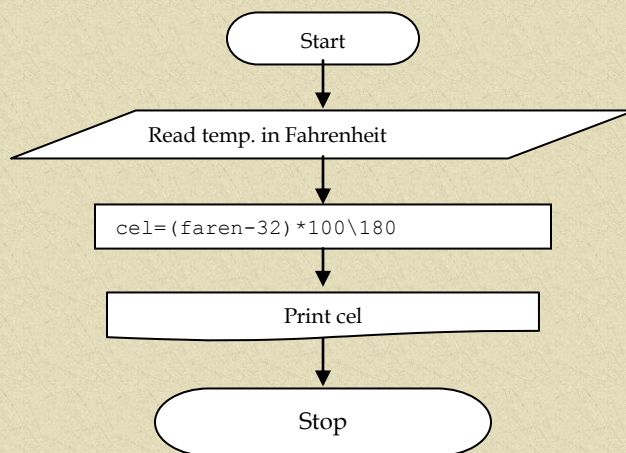 Start
Read temp. in Fahrenheit
cel=(faren-32)*100\180
Print cel
Stop